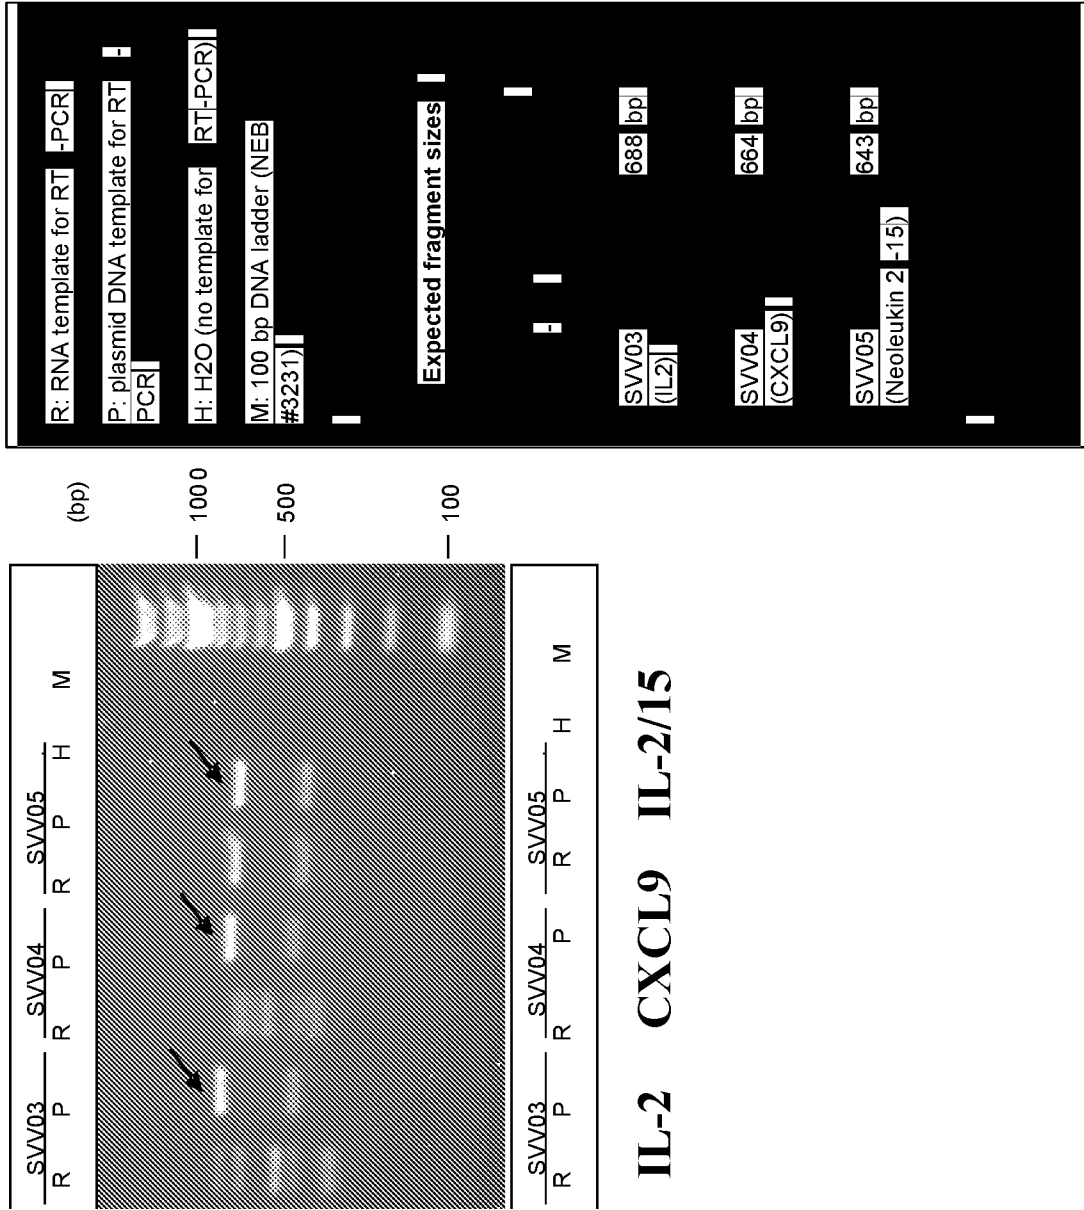 SVV03 SVV04 SVV05
R P R P R P H M
(bp)
1000
500
100
SVV03 SVV04 SVV05
R P R P R P H M
IL-2 CXCL9 IL-2/15
R: RNA template for RT -PCR
P: plasmid DNA template for RT -
PCR
H: H2O (no template for RT-PCR)
M: 100 bp DNA ladder (NEB
#3231)
Expected fragment sizes
-
SVV03 688 bp
(IL2)
SVV04 664 bp
(CXCL9)
SVV05 643 bp
(Neoleukin 2 -15)